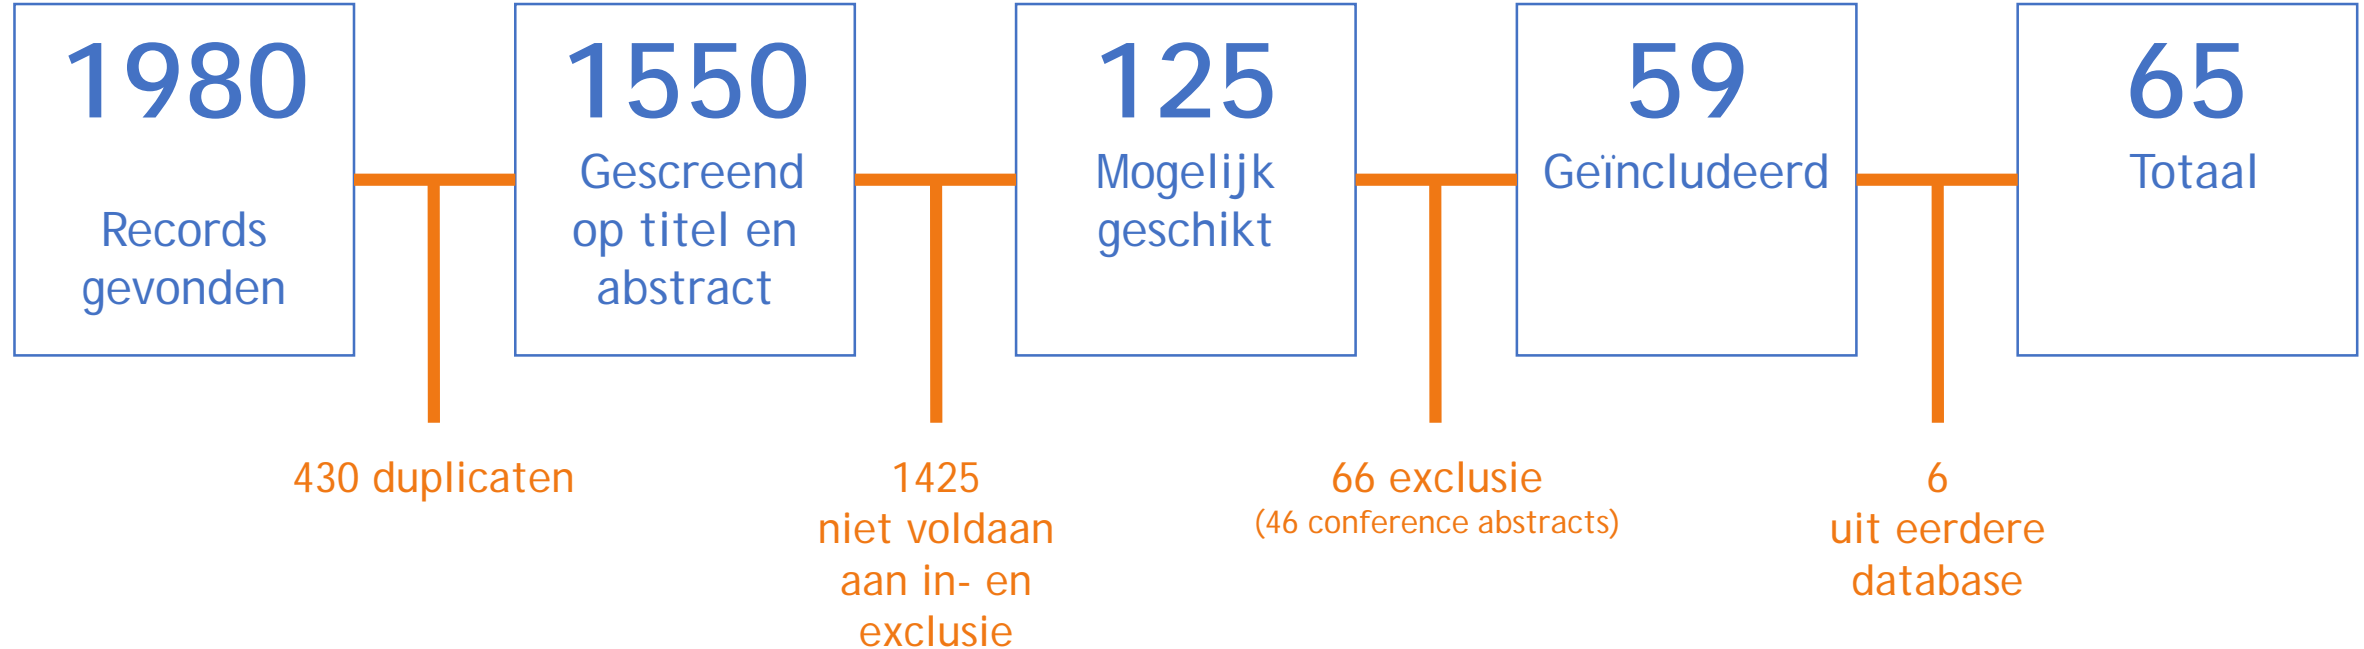 1980
Records
gevonden
1550
Gescreend
op titel en
abstract
125
Mogelijk
geschikt
59
Geïncludeerd
65
Totaal
430 duplicaten
1425
niet voldaan
aan in- en
exclusie
66 exclusie
(46 conference abstracts)
6
uit eerdere
database